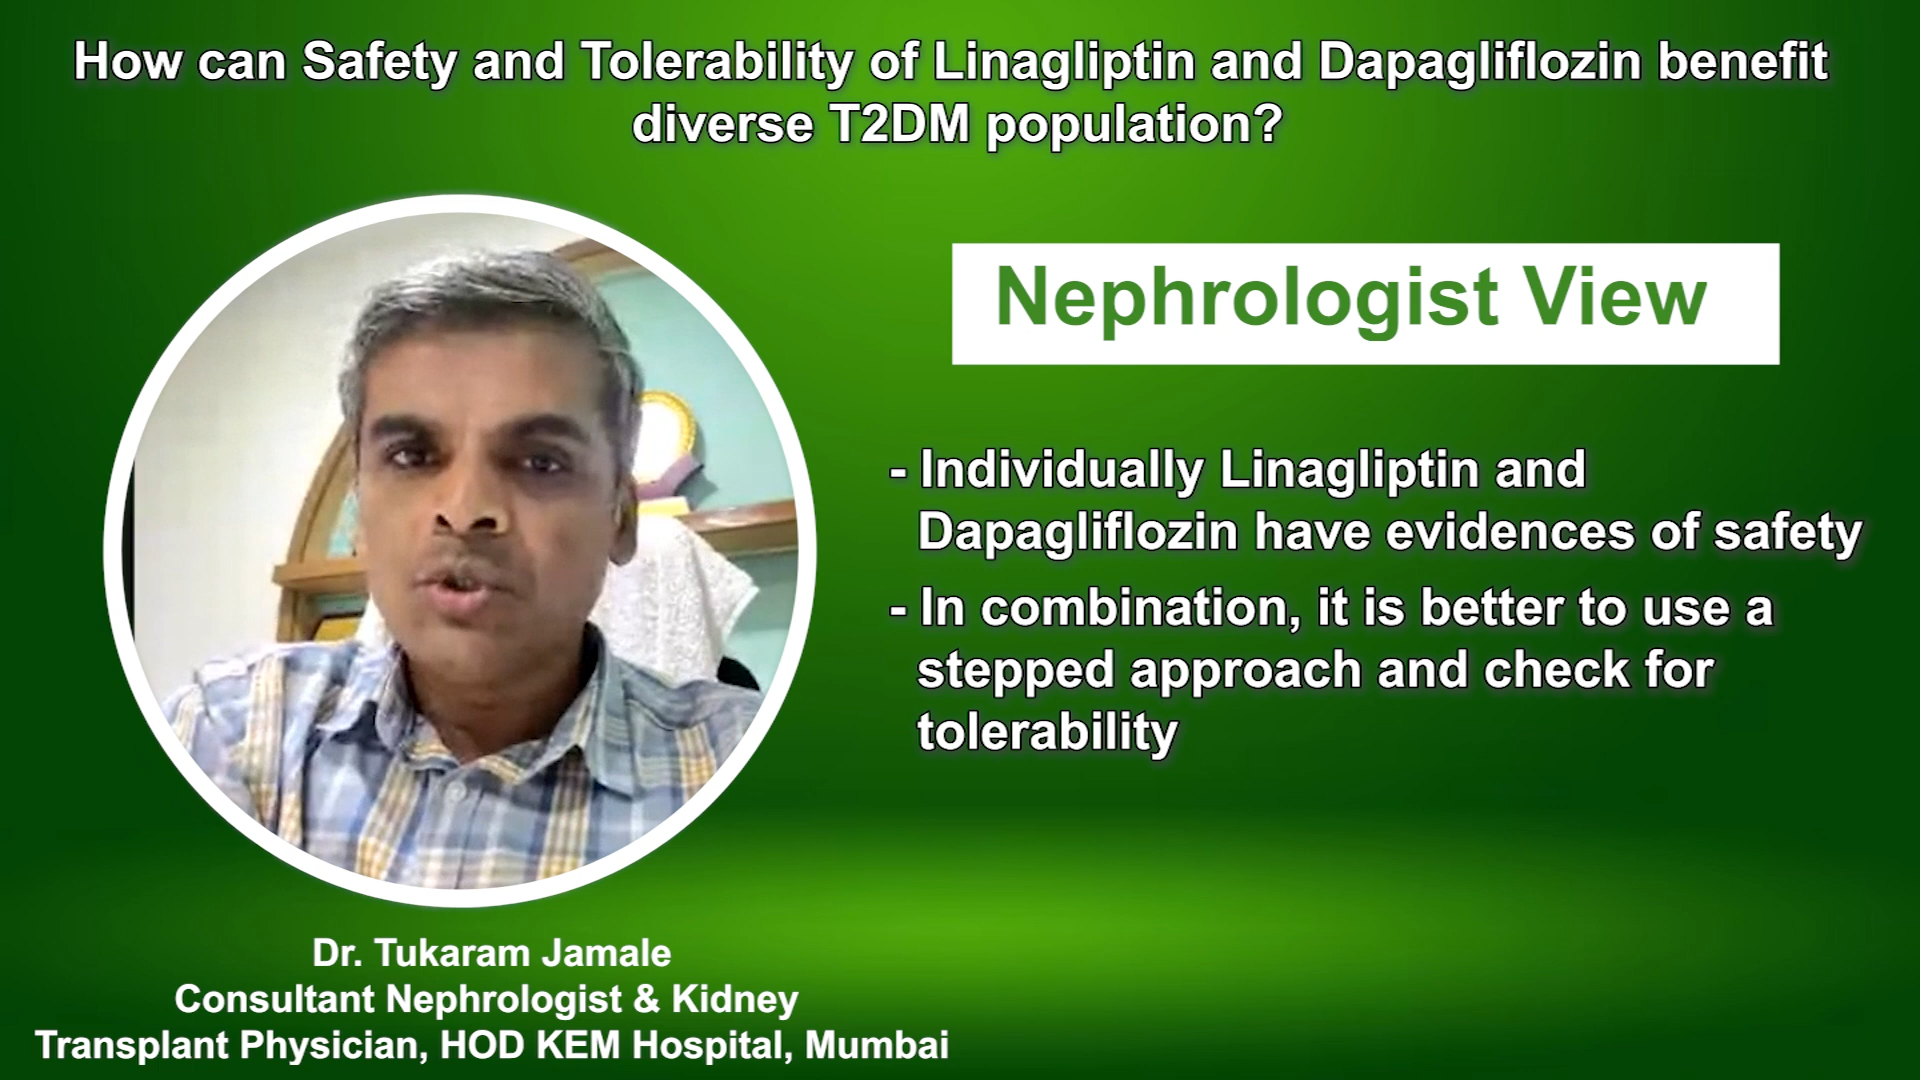 How can Safety and Tolerability of Linagliptin and Dapagliflozin benefit
diverse T2DM population?
Nephrologist View
- Individually Linagliptin and
Dapagliflozin have evidences of safety
- In combination, it is better to use a
stepped approach and check for
tolerability
Dr. Tukaram Jamale
Consultant Nephrologist & Kidney
Transplant Physician, HOD KEM Hospital, Mumbai